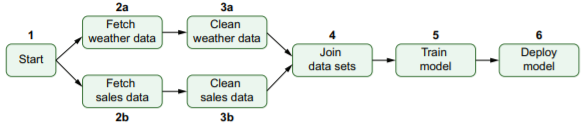 1
Start
2a
Fetch
weather data
3a
Clean
weather data
Fetch
sales data
2b
Clean
sales data
3b
4
Join
data sets
5
Train
model
6
Deploy
model